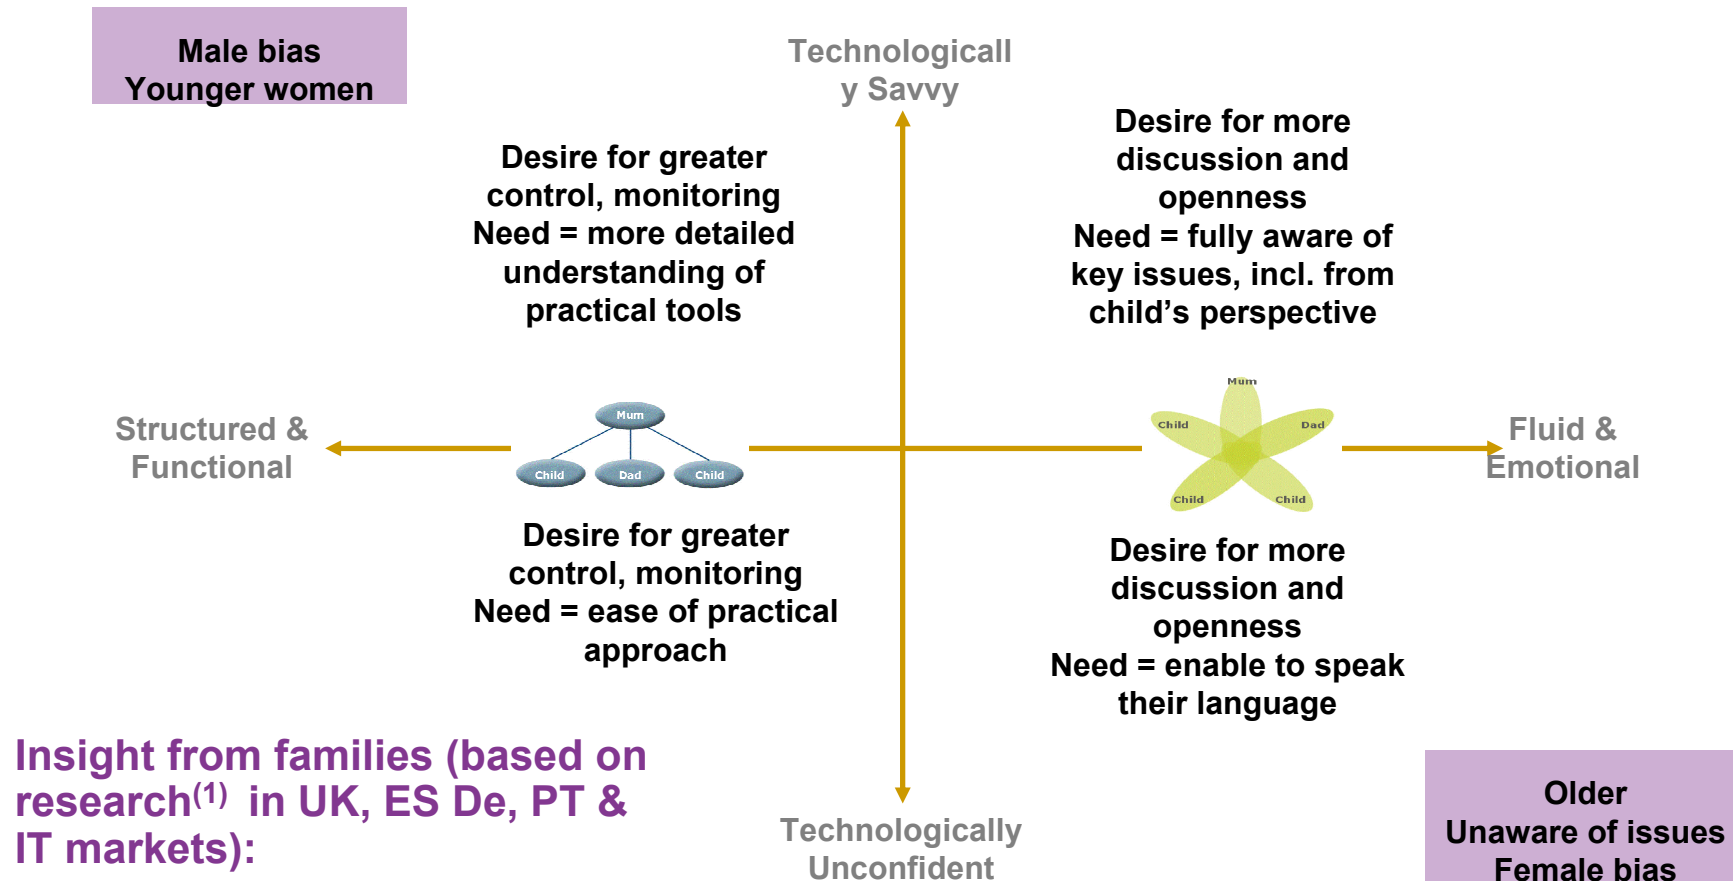 Male bias
Younger women
Technologicall
y Savvy
Desire for greater
control, monitoring
Need = more detailed
understanding of
practical tools
Desire for more
discussion and
openness
Need = fully aware of
key issues, incl. from
child’s perspective
Structured &
Functional
Mum
Child
Dad
Child
Mum
Child
Dad
Child
Child
Fluid &
Emotional
Desire for greater
control, monitoring
Need = ease of practical
approach
Desire for more
discussion and
openness
Need = enable to speak
their language
Insight from families (based on
research(1) in UK, ES De, PT &
IT markets):
Technologically
Unconfident
Older
Unaware of issues
Female bias